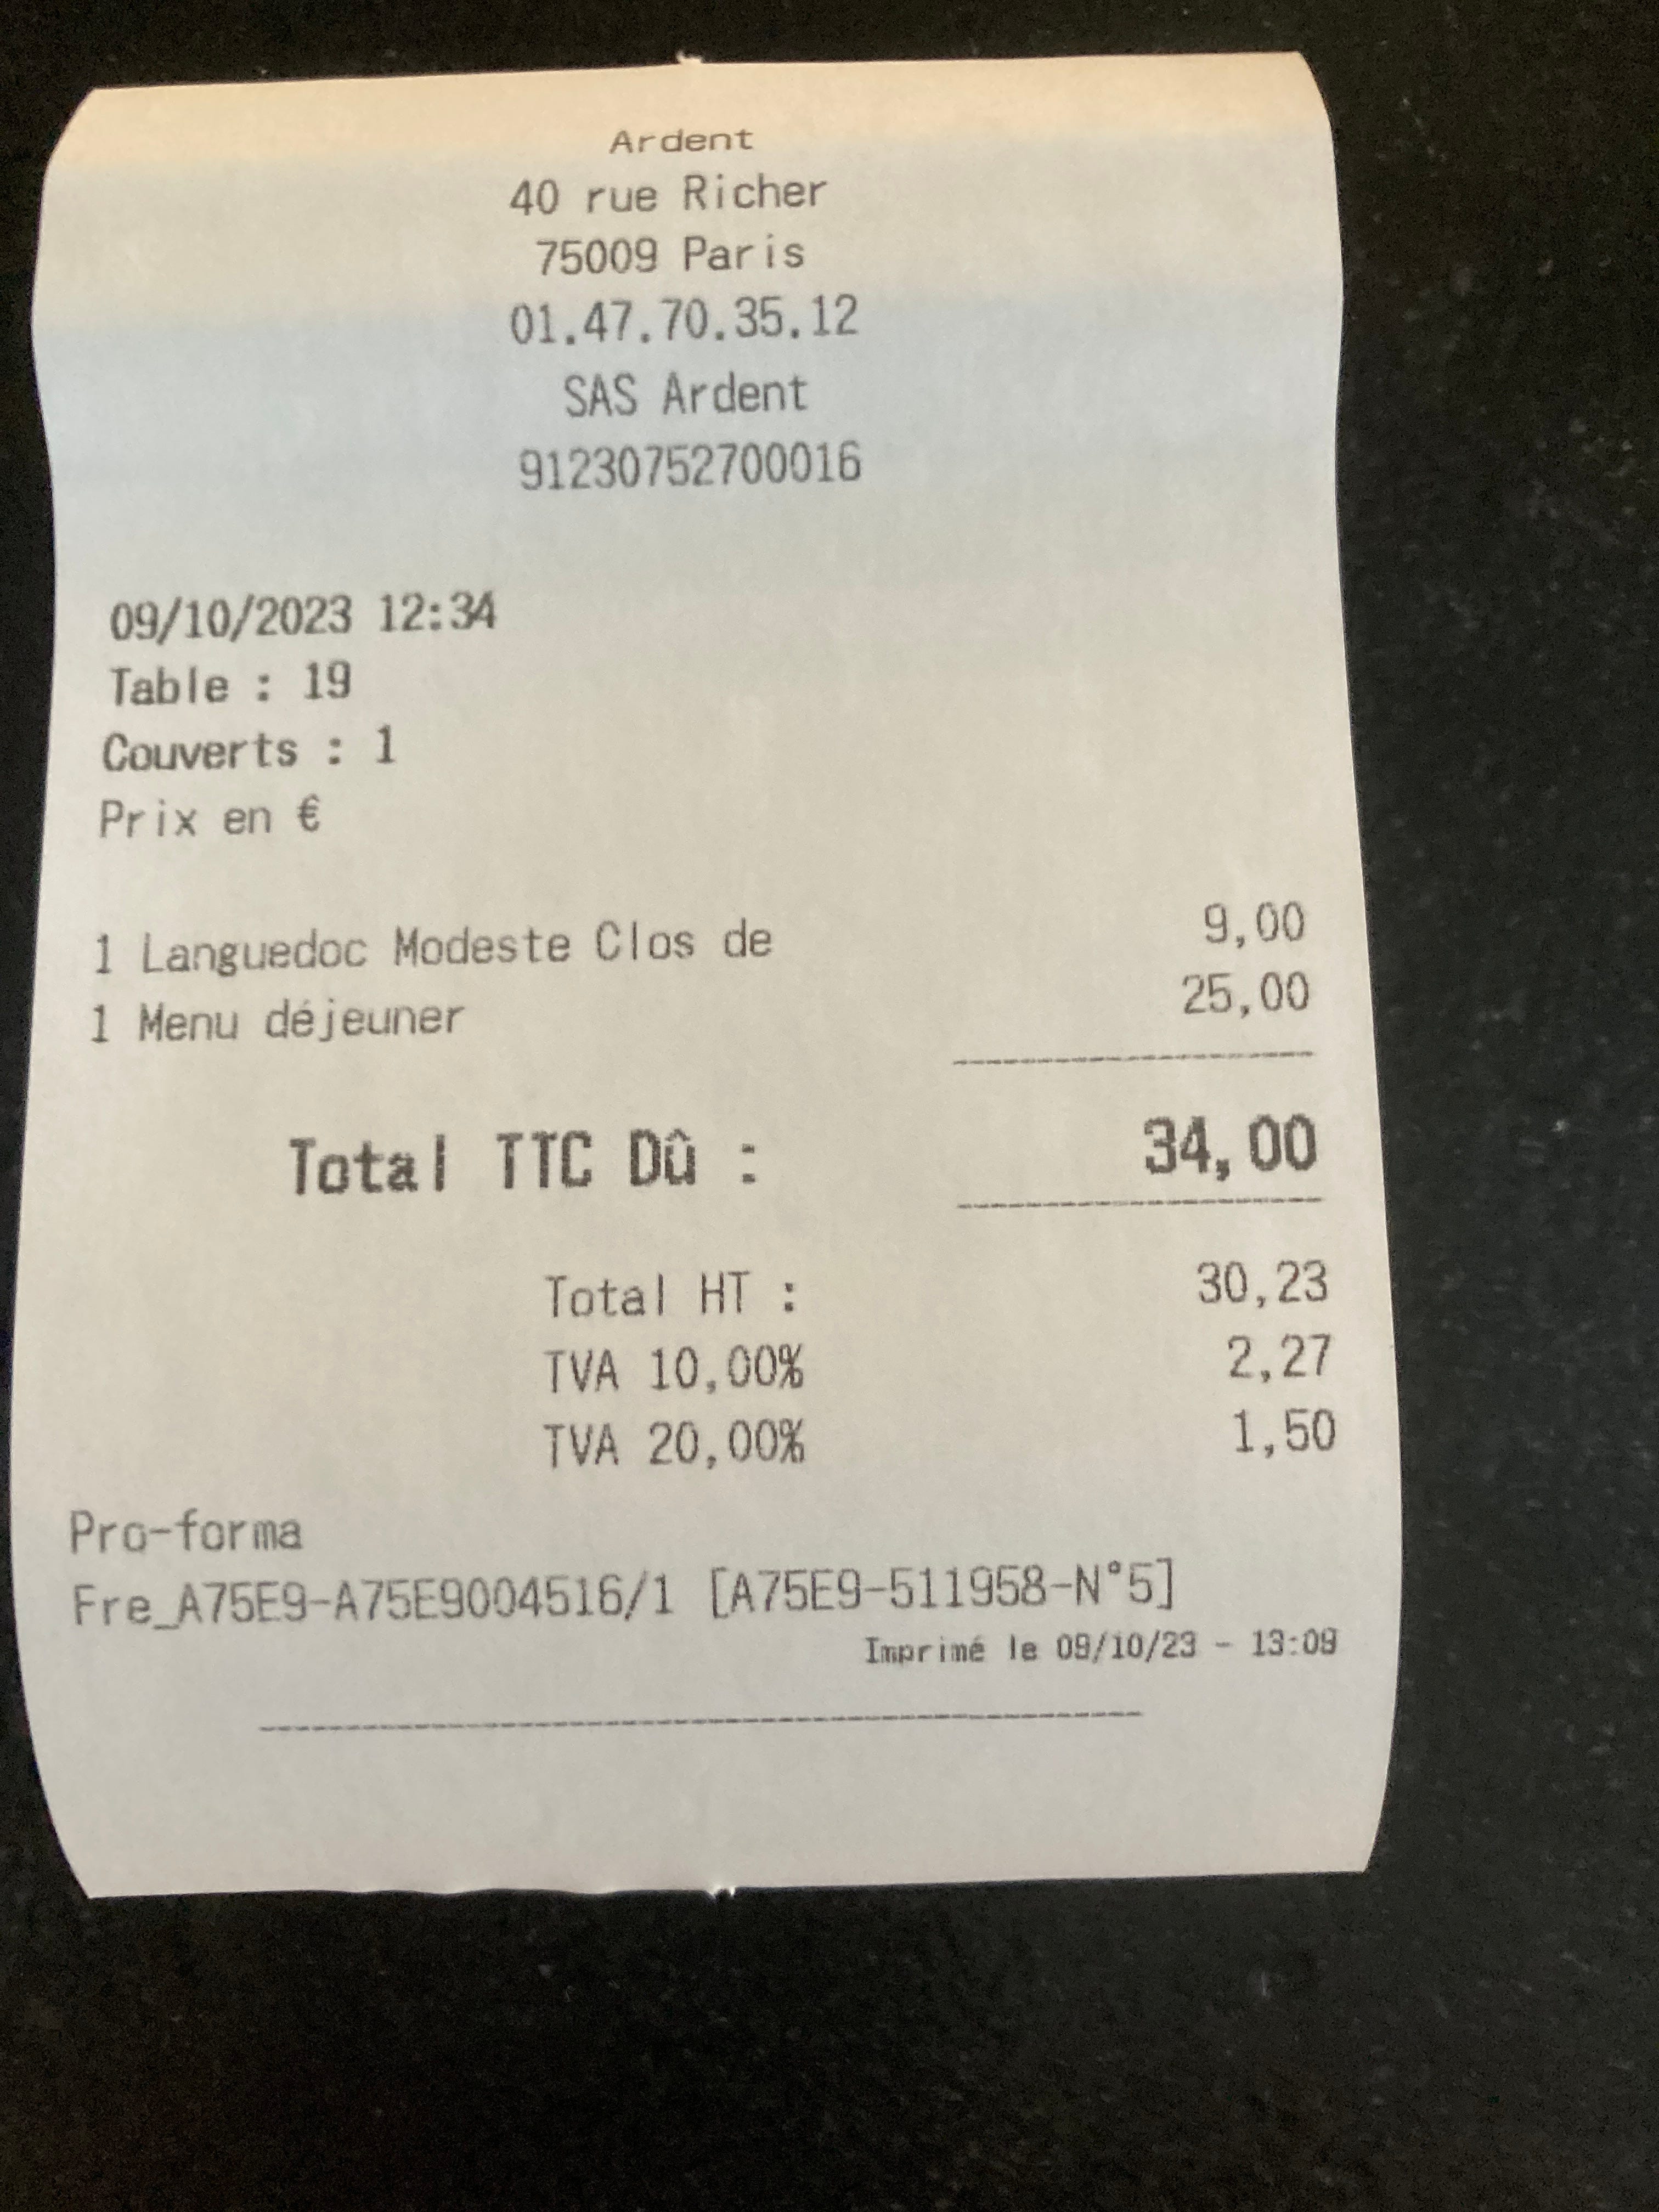 Ardent
40 rue Richer
75009 Paris
01.47.70.35.12
SAS Ardent
91230752700016
09/10/2023 12:34
Table : 19
Couverts : 1
Prix en €
1 Languedoc Modeste Clos de 9,00
1 Menu déjeuner 25,00
Total TTC Dû : 34,00
Total HT : 30,23
TVA 10,00% 2,27
TVA 20,00% 1,50
Pro-forma
Fre_A75E9-A75E9004516/1 [A75E9-511958-N°5]
Imprimé le 09/10/23 - 13:09